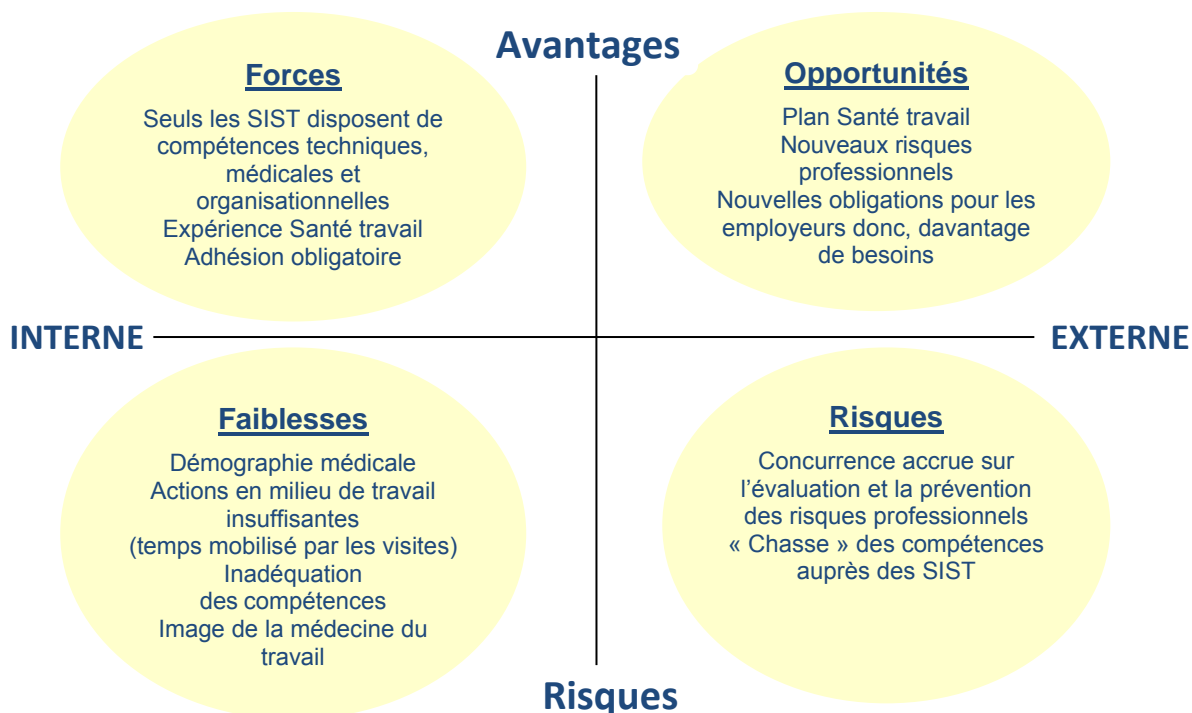 Avantages
Forces
Seuls les SIST disposent de
compétences techniques,
médicales et
organisationnelles
Expérience Santé travail
Adhésion obligatoire
Opportunités
Plan Santé travail
Nouveaux risques
professionnels
Nouvelles obligations pour les
employeurs donc, davantage
de besoins
INTERNE
EXTERNE
Faiblesses
Démographie médicale
Actions en milieu de travail
insuffisantes
(temps mobilisé par les visites)
Inadéquation
des compétences
Image de la médecine du
travail
Risques
Concurrence accrue sur
l’évaluation et la prévention
des risques professionnels
« Chasse » des compétences
auprès des SIST
Risques